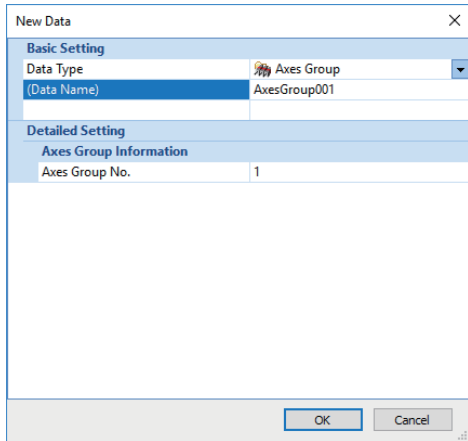 New Data
Basic Setting
Data Type Axes Group
(Data Name) AxesGroup001
Detailed Setting
Axes Group Information
Axes Group No. 1
OK Cancel